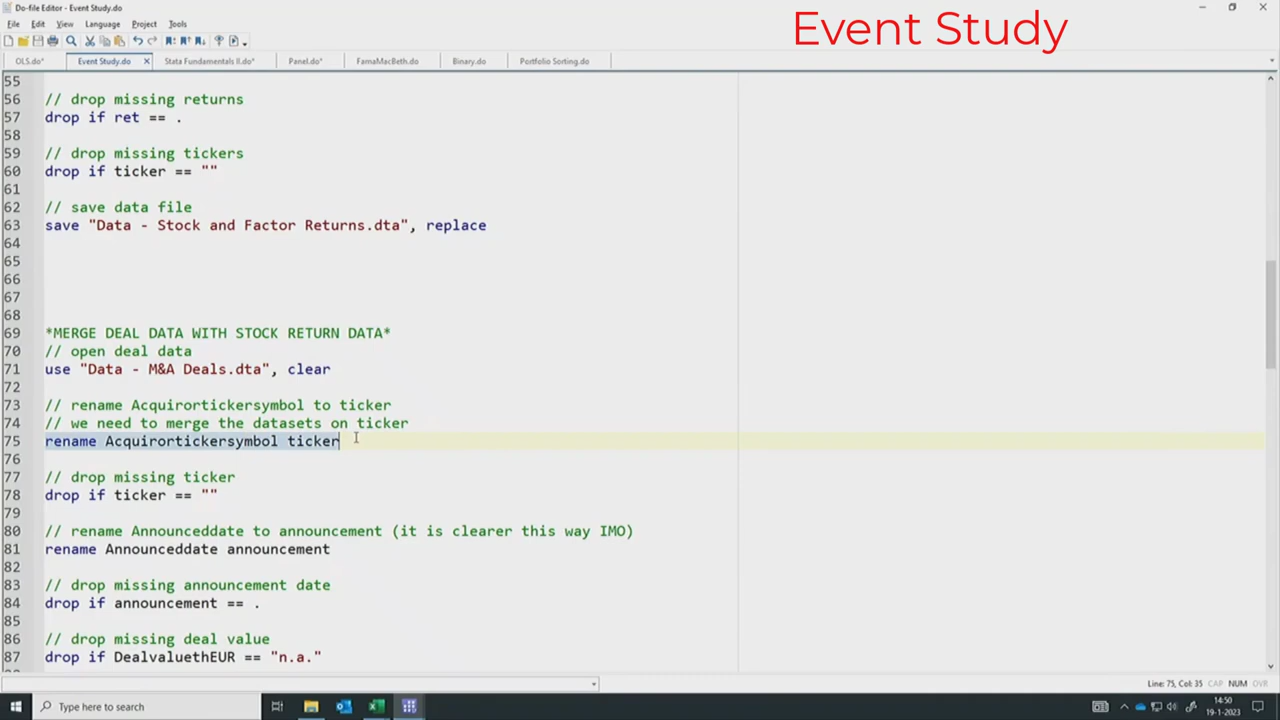 Do-file Editor - Event Study.do
Event Study
File Edit View Language Project Tools
OLS.do* Event Study.do × Stata Fundamentals II.do* Panel.do* FamaMacBeth.do Binary.do Portfolio Sorting.do
55
56 // drop missing returns
57 drop if ret == .
58
59 // drop missing tickers
60 drop if ticker == ""
61
62 // save data file
63 save "Data - Stock and Factor Returns.dta", replace
64
65
66
67
68
69 *MERGE DEAL DATA WITH STOCK RETURN DATA*
70 // open deal data
71 use "Data - M&A Deals.dta", clear
72
73 // rename Acquirortickersymbol to ticker
74 // we need to merge the datasets on ticker
75 rename Acquirortickersymbol ticker
76
77 // drop missing ticker
78 drop if ticker == ""
79
80 // rename Announceddate to announcement (it is clearer this way IMO)
81 rename Announceddate announcement
82
83 // drop missing announcement date
84 drop if announcement == .
85
86 // drop missing deal value
87 drop if DealvaluethEUR == "n.a."
Line: 75, Col: 35 CAP NUM OVR
Type here to search
14:50
19-1-2023